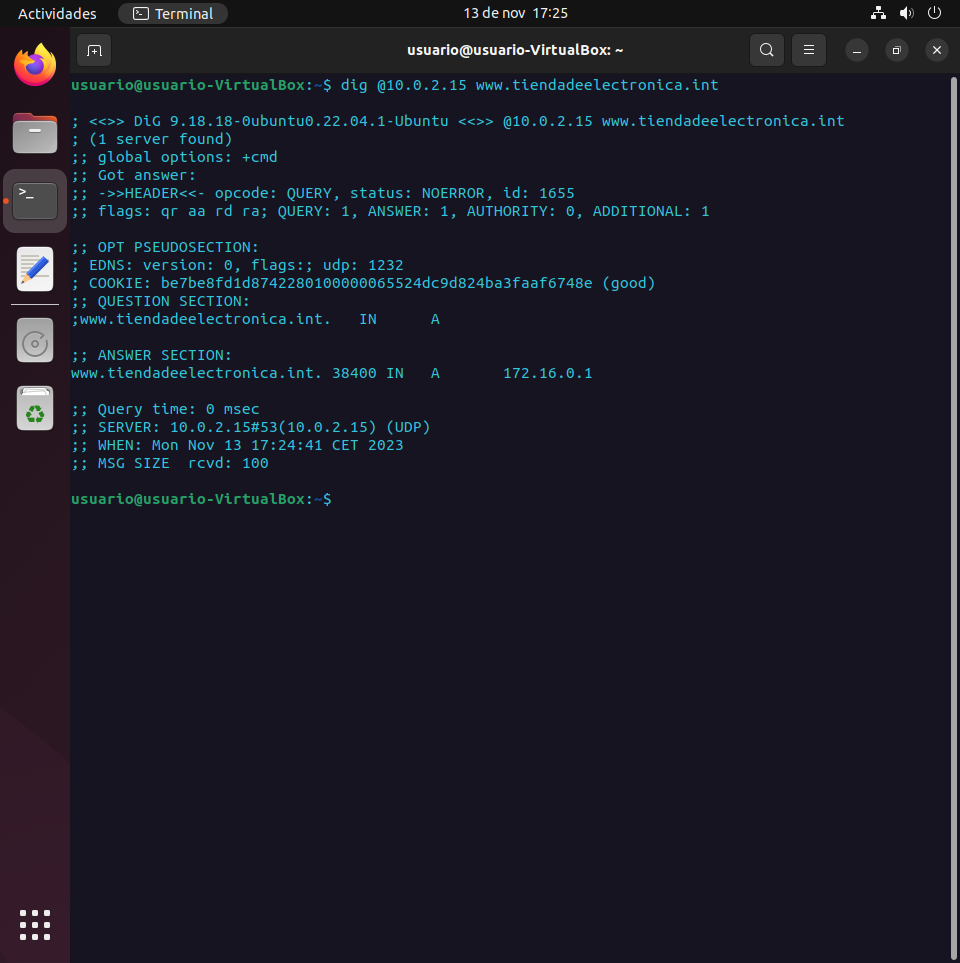 Actividades
Terminal
13 de nov 17:25
usuario@usuario-VirtualBox: ~
usuario@usuario-VirtualBox:~$ dig @10.0.2.15 www.tiendadeelectronica.int
; <<>> DiG 9.18.18-0ubuntu0.22.04.1-Ubuntu <<>> @10.0.2.15 www.tiendadeelectronica.int
; (1 server found)
;; global options: +cmd
;; Got answer:
;; ->>HEADER<<- opcode: QUERY, status: NOERROR, id: 1655
;; flags: qr aa rd ra; QUERY: 1, ANSWER: 1, AUTHORITY: 0, ADDITIONAL: 1
;; OPT PSEUDOSECTION:
; EDNS: version: 0, flags:; udp: 1232
; COOKIE: be7be8fd1d8742280100000065524dc9d824ba3faaf6748e (good)
;; QUESTION SECTION:
;www.tiendadeelectronica.int.	IN	A
;; ANSWER SECTION:
www.tiendadeelectronica.int. 38400 IN	A	172.16.0.1
;; Query time: 0 msec
;; SERVER: 10.0.2.15#53(10.0.2.15) (UDP)
;; WHEN: Mon Nov 13 17:24:41 CET 2023
;; MSG SIZE  rcvd: 100
usuario@usuario-VirtualBox:~$